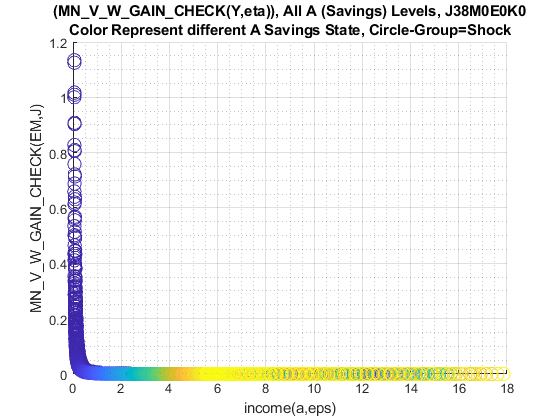 (MN_V_W_GAIN_CHECK(Y,eta)), All A (Savings) Levels, J38M0E0K0
Color Represent different A Savings State, Circle-Group=Shock
MN_V_W_GAIN_CHECK(EM,J)
1.2
1
0.8
0.6
0.4
0.2
0
0 2 4 6 8 10 12 14 16 18
income(a,eps)